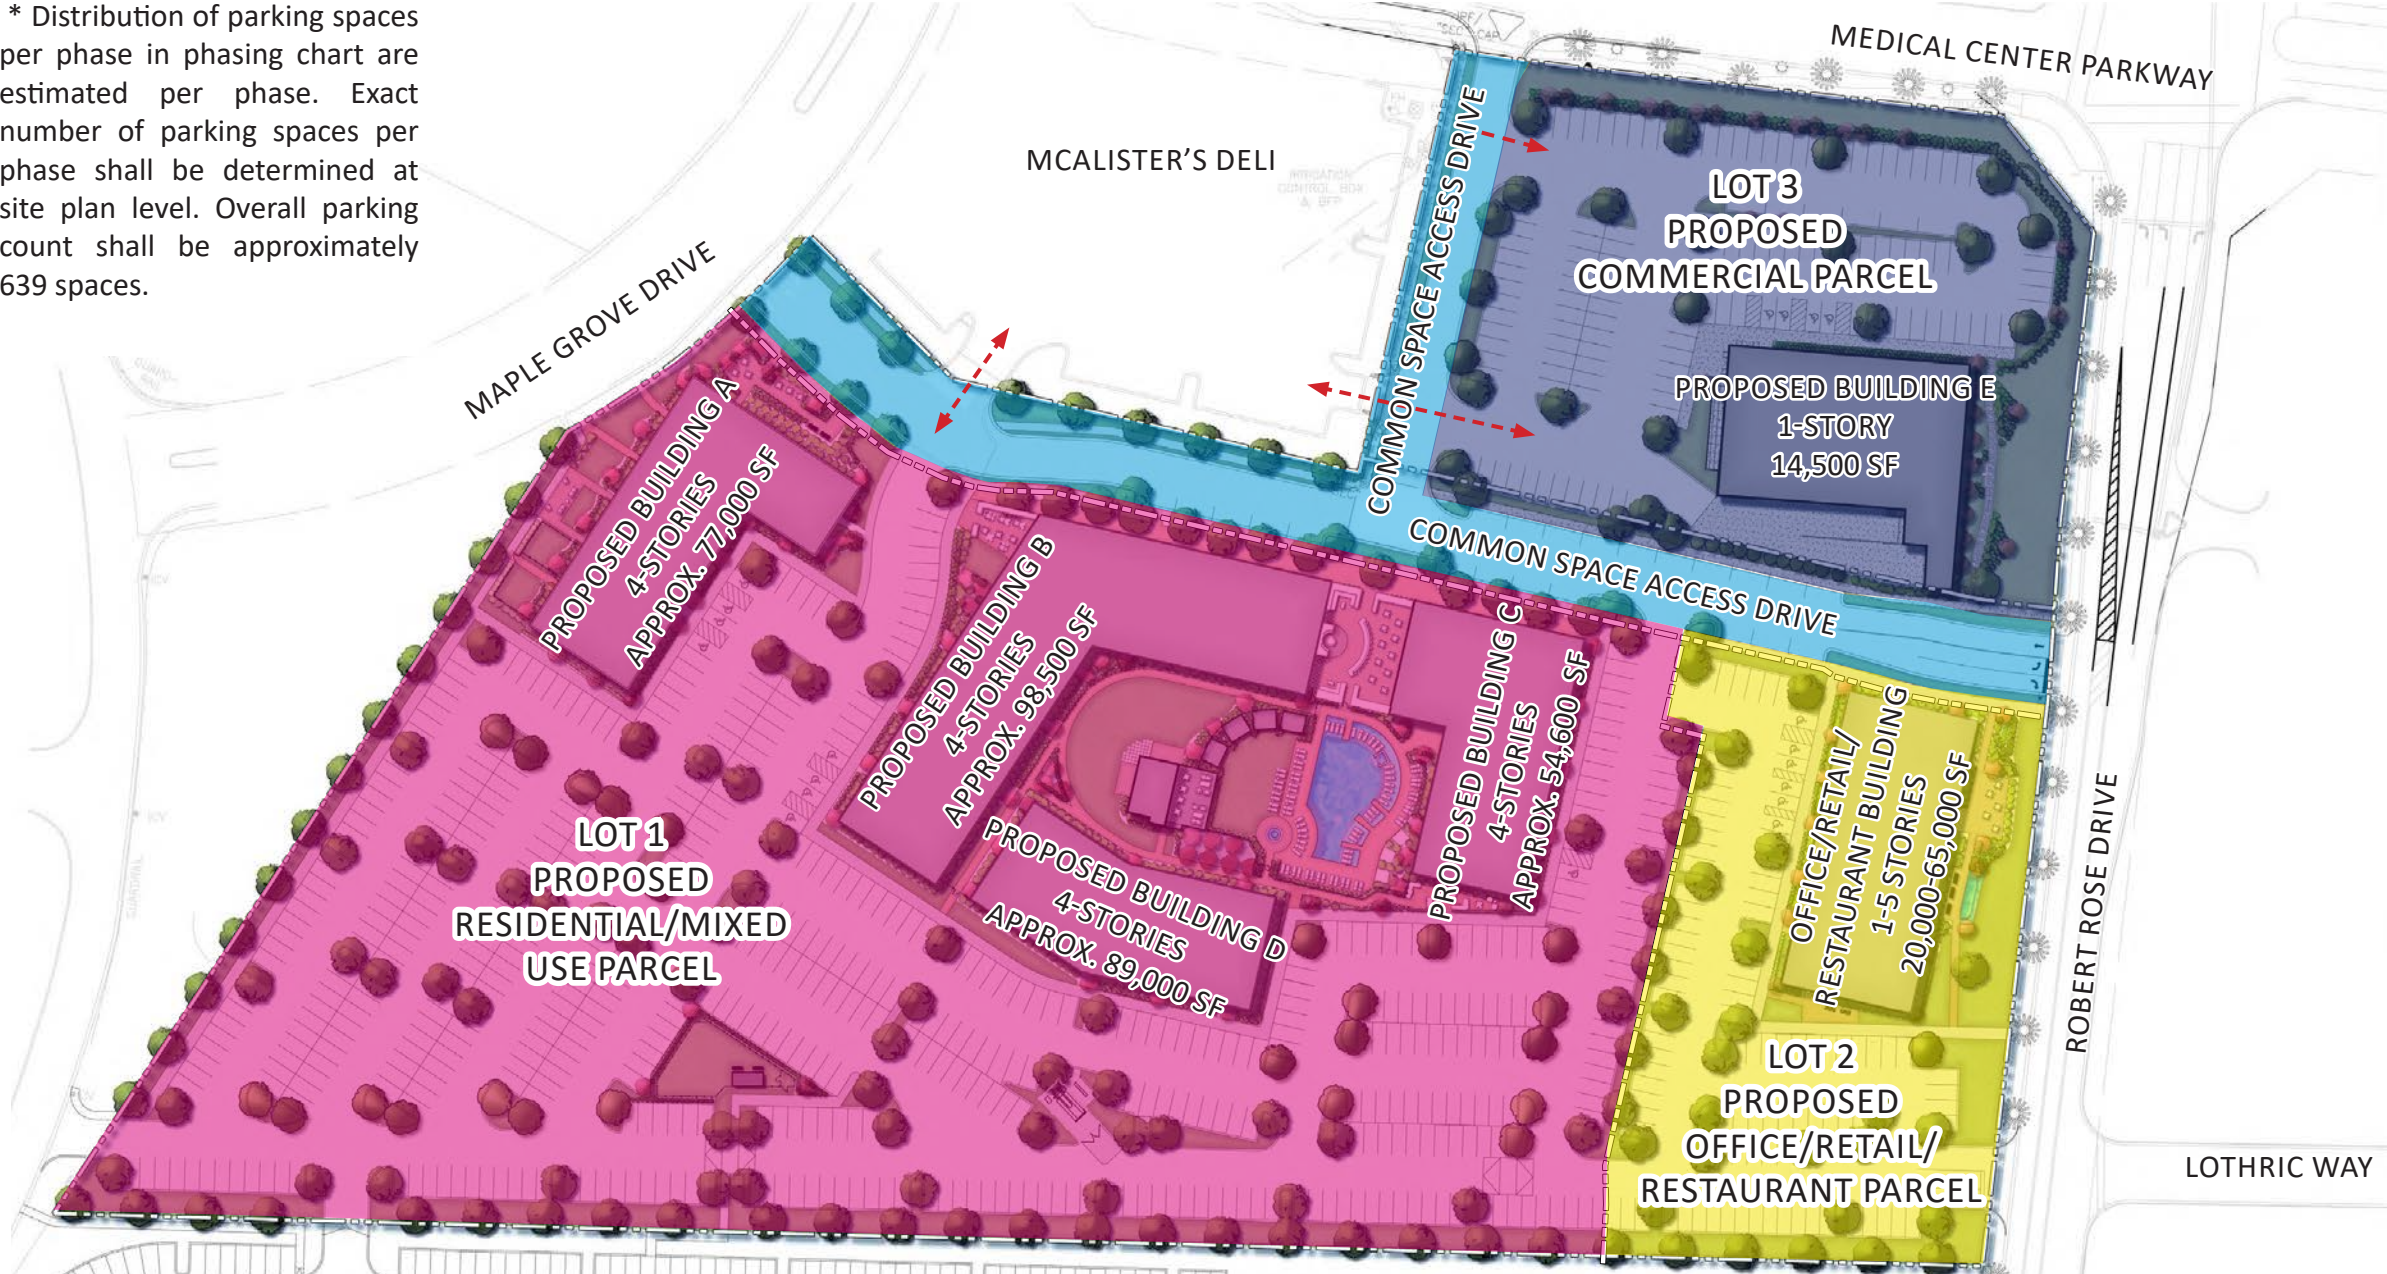 * Distribution of parking spaces
per phase in phasing chart are
estimated per phase. Exact
number of parking spaces per
phase shall be determined at
site plan level. Overall parking
count shall be approximately
639 spaces.
MEDICAL CENTER PARKWAY
MCALISTER'S DELI
IRRIGATION
CONTROL BOX
& BFP
MAPLE GROVE DRIVE
COMMON SPACE ACCESS DRIVE
LOT 3
PROPOSED
COMMERCIAL PARCEL
PROPOSED BUILDING E
1-STORY
14,500 SF
COMMON SPACE ACCESS DRIVE
PROPOSED BUILDING A
4-STORIES
APPROX. 77,000 SF
PROPOSED BUILDING B
4-STORIES
APPROX. 98,500 SF
PROPOSED BUILDING C
4-STORIES
APPROX. 54,600 SF
PROPOSED BUILDING D
4-STORIES
APPROX. 89,000 SF
OFFICE/RETAIL/
RESTAURANT BUILDING
1-5 STORIES
20,000-65,000 SF
LOT 1
PROPOSED
RESIDENTIAL/MIXED
USE PARCEL
LOT 2
PROPOSED
OFFICE/RETAIL/
RESTAURANT PARCEL
ROBERT ROSE DRIVE
LOTHRIC WAY